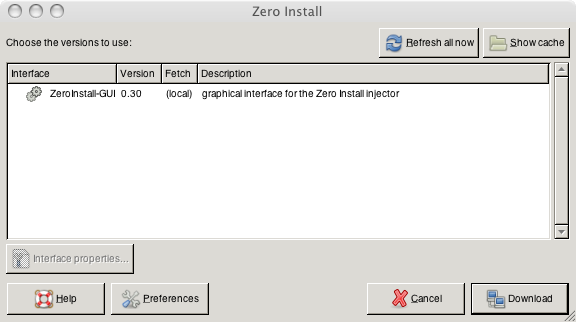 Zero Install
Choose the versions to use:
Refresh all now
Show cache
Interface Version Fetch Description
ZeroInstall-GUI 0.30 (local) graphical interface for the Zero Install injector
Interface properties...
Help
Preferences
Cancel
Download